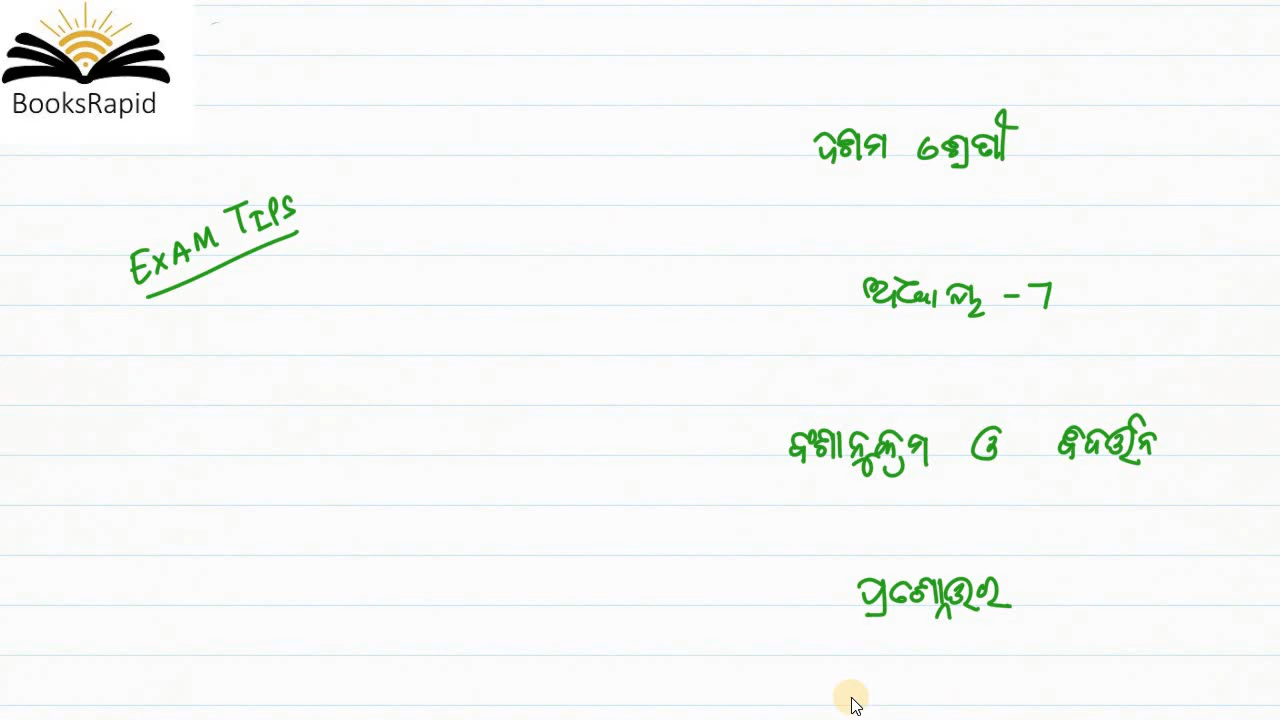 BooksRapid
EXAM TIPS
ଦଶମ ଶ୍ରେଣୀ
ଅଧ୍ୟାୟ - 7
ବଂଶାନୁକ୍ରମ ଓ ବିବର୍ତ୍ତନ
ପ୍ରଶ୍ନୋତ୍ତର